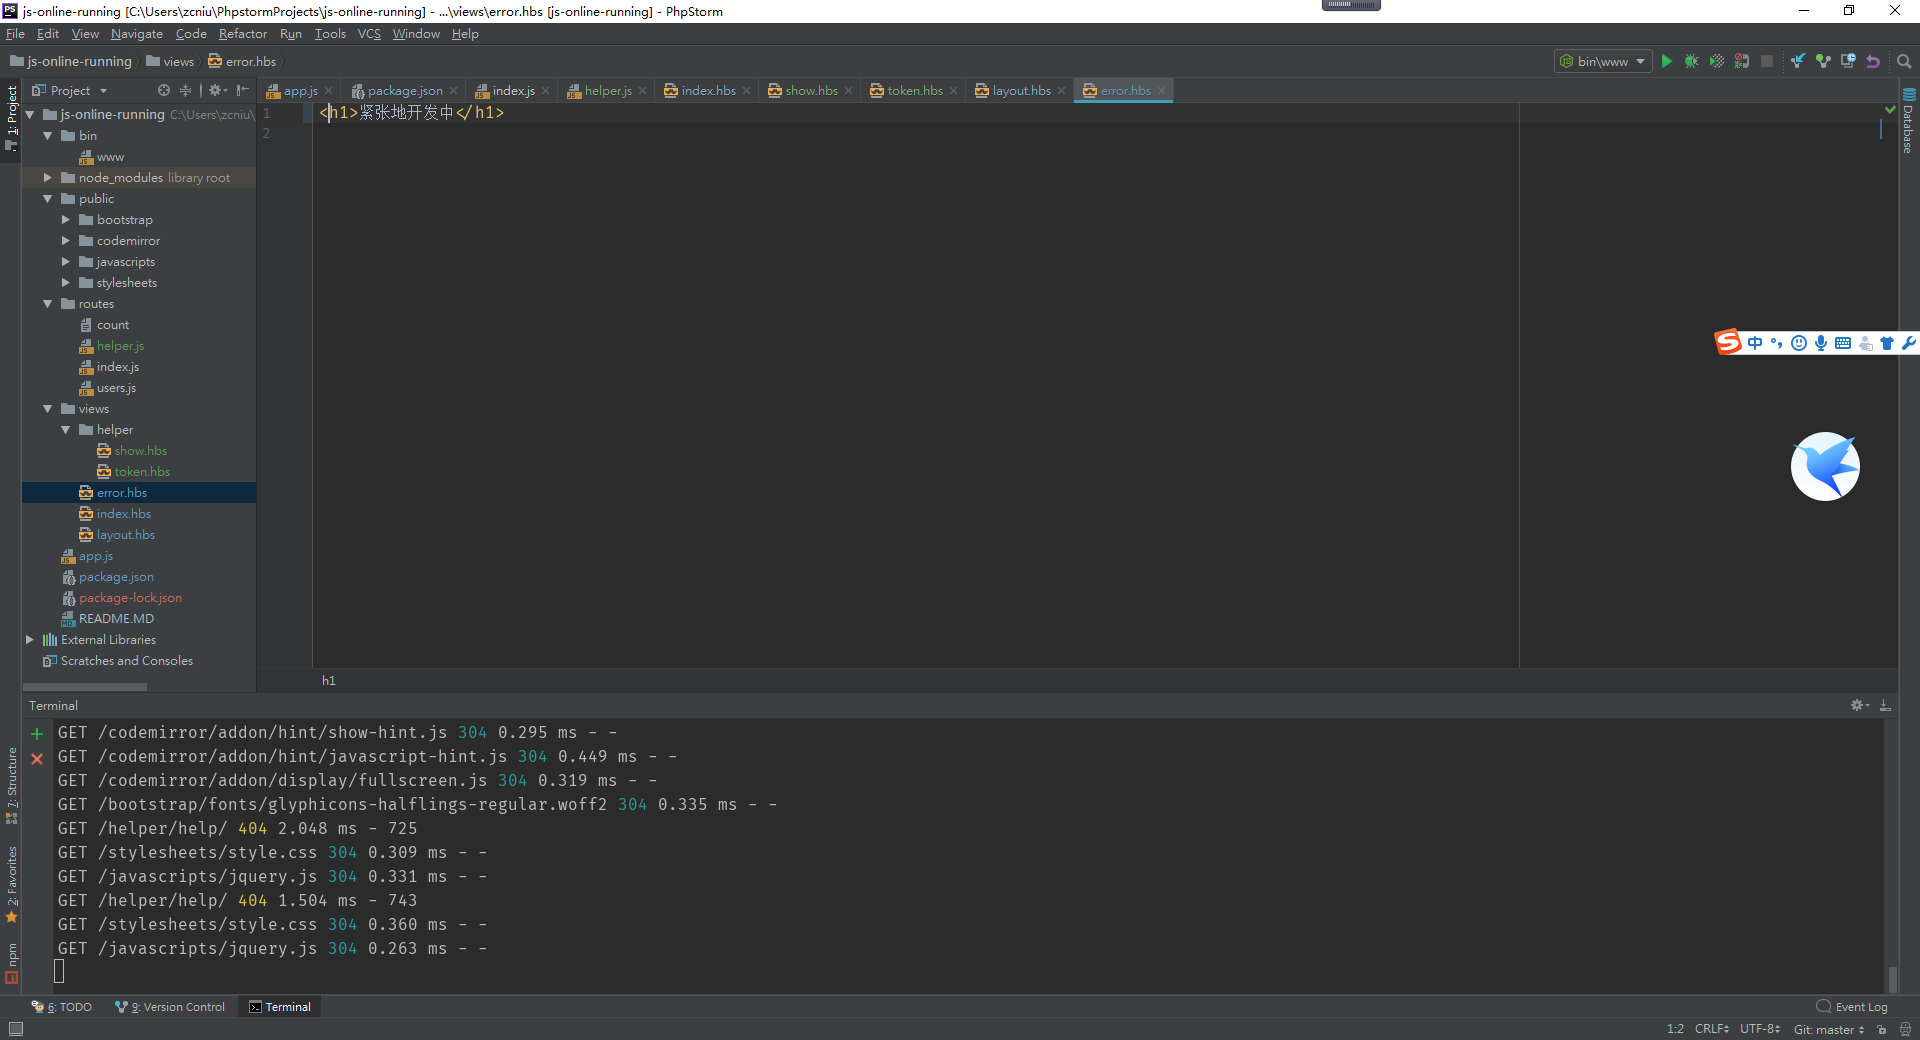 PS js-online-running [C:\Users\zcniu\PhpstormProjects\js-online-running] - ...\views\error.hbs [js-online-running] - PhpStorm
File Edit View Navigate Code Refactor Run Tools VCS Window Help
js-online-running views error.hbs bin\www
Project
app.js package.json index.js helper.js index.hbs show.hbs token.hbs layout.hbs error.hbs
1: Project
js-online-running C:\Users\zcniu\
bin
www
node_modules library root
public
bootstrap
codemirror
javascripts
stylesheets
routes
count
helper.js
index.js
users.js
views
helper
show.hbs
token.hbs
error.hbs
index.hbs
layout.hbs
app.js
package.json
package-lock.json
README.MD
External Libraries
Scratches and Consoles
1 <h1>紧张地开发中</h1>
2
h1
Database
S 中
Terminal
GET /codemirror/addon/hint/show-hint.js 304 0.295 ms - -
GET /codemirror/addon/hint/javascript-hint.js 304 0.449 ms - -
GET /codemirror/addon/display/fullscreen.js 304 0.319 ms - -
GET /bootstrap/fonts/glyphicons-halflings-regular.woff2 304 0.335 ms - -
GET /helper/help/ 404 2.048 ms - 725
GET /stylesheets/style.css 304 0.309 ms - -
GET /javascripts/jquery.js 304 0.331 ms - -
GET /helper/help/ 404 1.504 ms - 743
GET /stylesheets/style.css 304 0.360 ms - -
GET /javascripts/jquery.js 304 0.263 ms - -
7: Structure
2: Favorites
npm
6: TODO 9: Version Control Terminal Event Log
1:2 CRLF UTF-8 Git: master